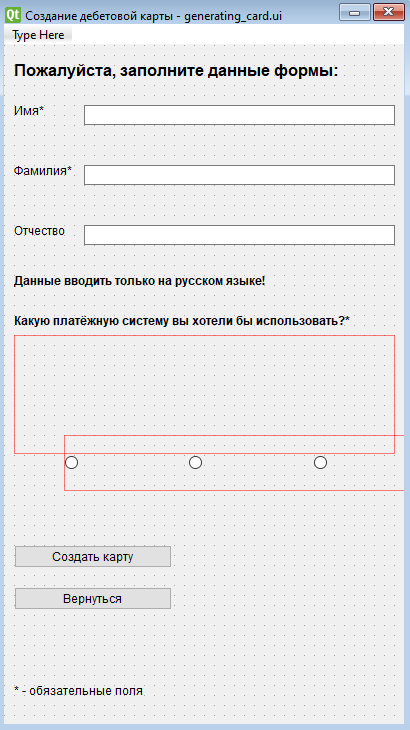 Qt Создание дебетовой карты - generating_card.ui
Type Here
Пожалуйста, заполните данные формы:
Имя*
Фамилия*
Отчество
Данные вводить только на русском языке!
Какую платёжную систему вы хотели бы использовать?*
Создать карту
Вернуться
* - обязательные поля